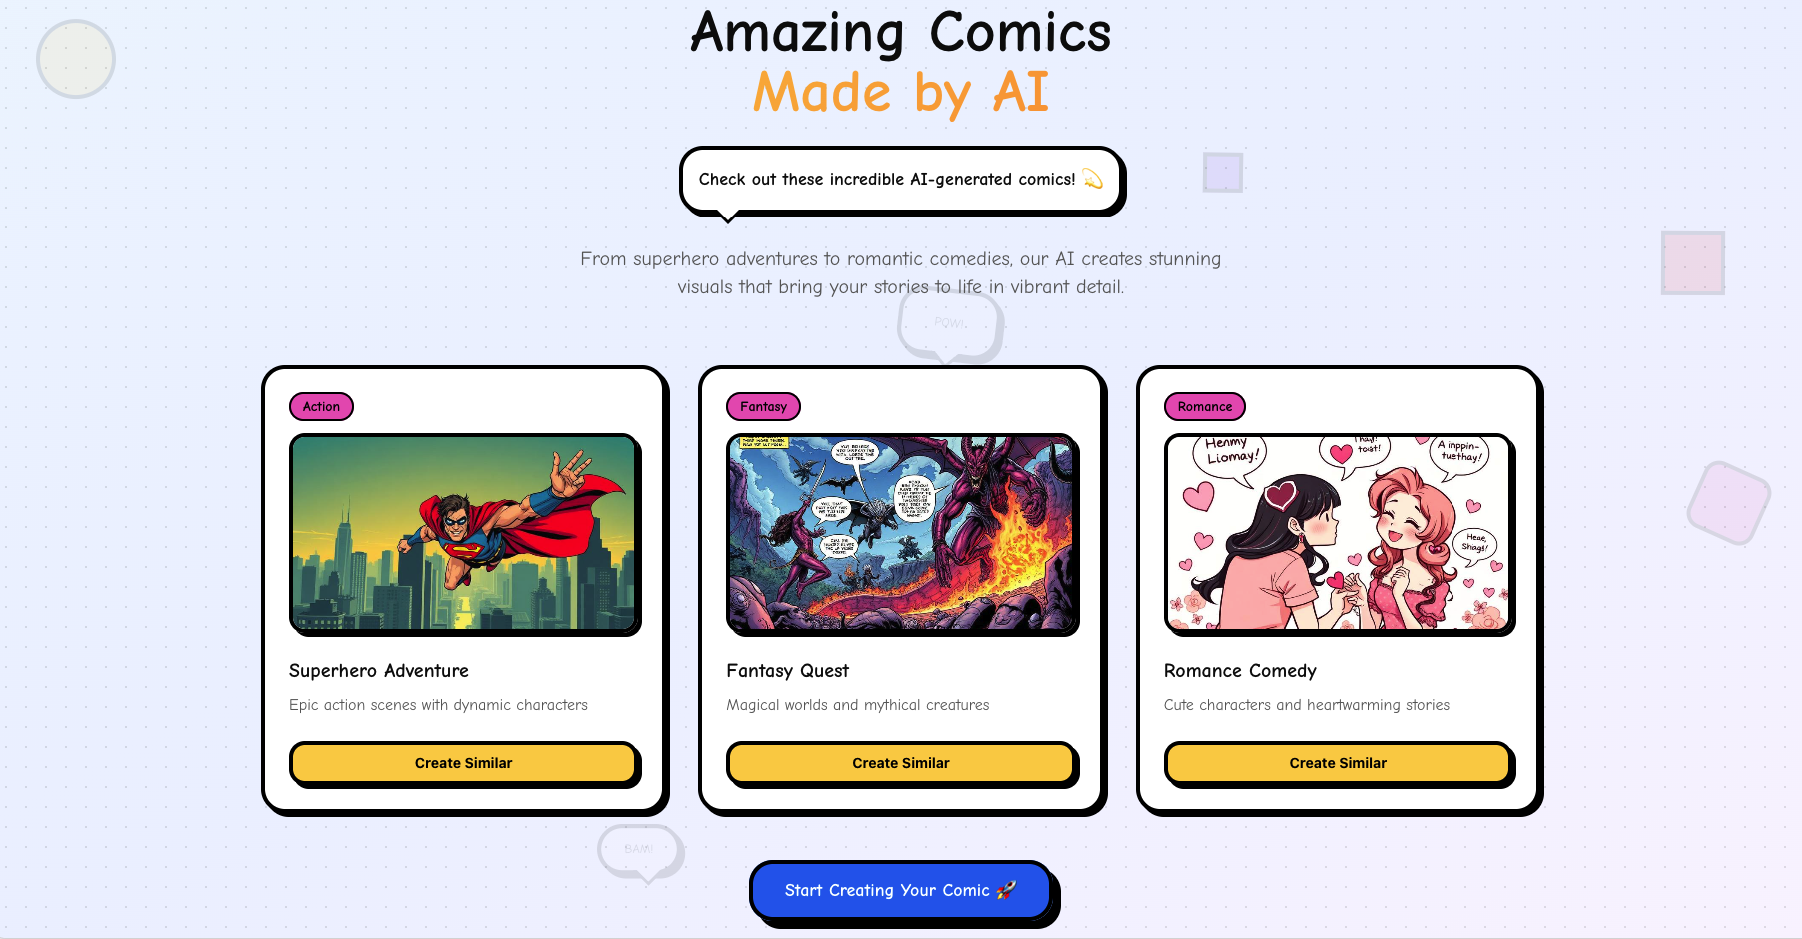 Amazing Comics
Made by AI
Check out these incredible AI-generated comics! 💫
From superhero adventures to romantic comedies, our AI creates stunning
visuals that bring your stories to life in vibrant detail.
POW!
Action
Fantasy
Romance
Henmy
Liomay!
toıst!
A inppin-
tuethay!
Heae,
Shagß!
Superhero Adventure
Fantasy Quest
Romance Comedy
Epic action scenes with dynamic characters
Magical worlds and mythical creatures
Cute characters and heartwarming stories
Create Similar
Create Similar
Create Similar
BAM!
Start Creating Your Comic 🚀